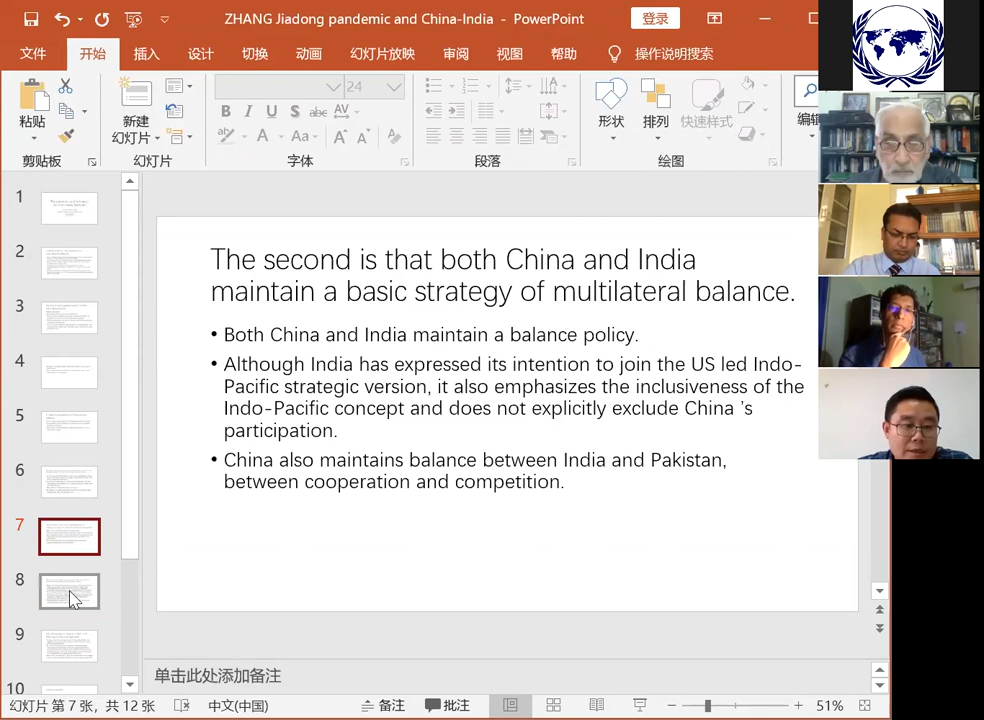 ZHANG Jiadong pandemic and China-India - PowerPoint
登录
文件 开始 插入 设计 切换 动画 幻灯片放映 审阅 视图 帮助 操作说明搜索
24
粘贴 新建 形状 排列 快速样式 编辑
幻灯片
B I U S abc AV
A Aa A A
剪贴板 幻灯片 字体 段落 绘图
1
2
3
4
5
6
7
8
9
10
The second is that both China and India
maintain a basic strategy of multilateral balance.
• Both China and India maintain a balance policy.
• Although India has expressed its intention to join the US led Indo-
Pacific strategic version, it also emphasizes the inclusiveness of the
Indo-Pacific concept and does not explicitly exclude China 's
participation.
• China also maintains balance between India and Pakistan,
between cooperation and competition.
单击此处添加备注
幻灯片 第 7 张，共 12 张 中文(中国) 备注 批注 51%